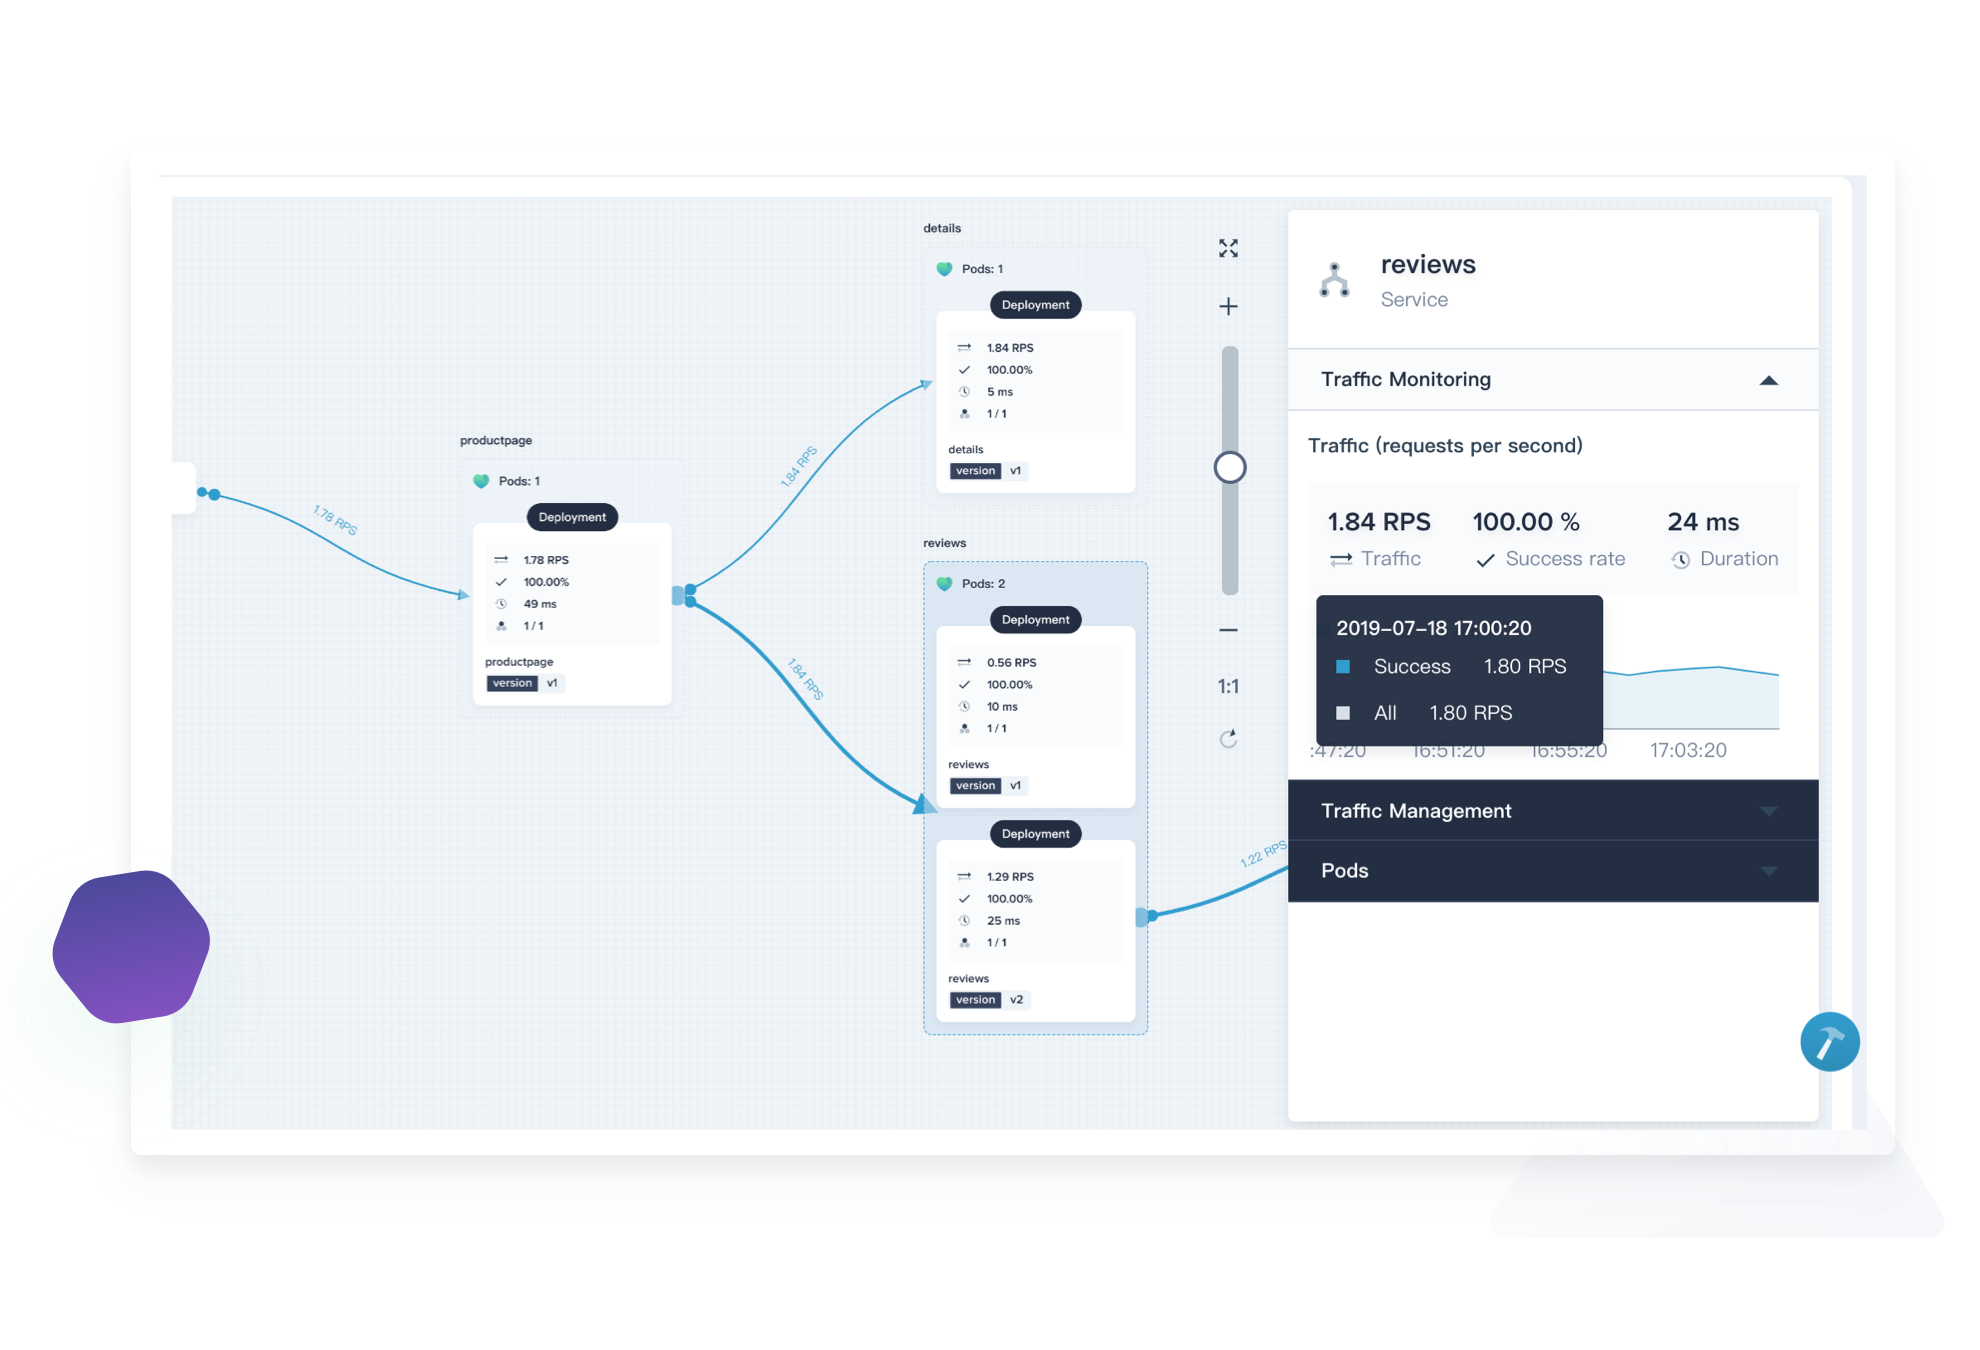 1.78 RPS
productpage
Pods: 1
Deployment
1.78 RPS
100.00%
49 ms
1 / 1
productpage
version v1
1.84 RPS
1.84 RPS
details
Pods: 1
Deployment
1.84 RPS
100.00%
5 ms
1 / 1
details
version v1
reviews
Pods: 2
Deployment
0.56 RPS
100.00%
10 ms
1 / 1
reviews
version v1
Deployment
1.29 RPS
100.00%
25 ms
1 / 1
reviews
version v2
1.22 RPS
1:1
reviews
Service
Traffic Monitoring
Traffic (requests per second)
1.84 RPS 100.00 % 24 ms
Traffic Success rate Duration
2019-07-18 17:00:20
Success 1.80 RPS
All 1.80 RPS
:47:20 16:51:20 16:55:20 17:03:20
Traffic Management
Pods